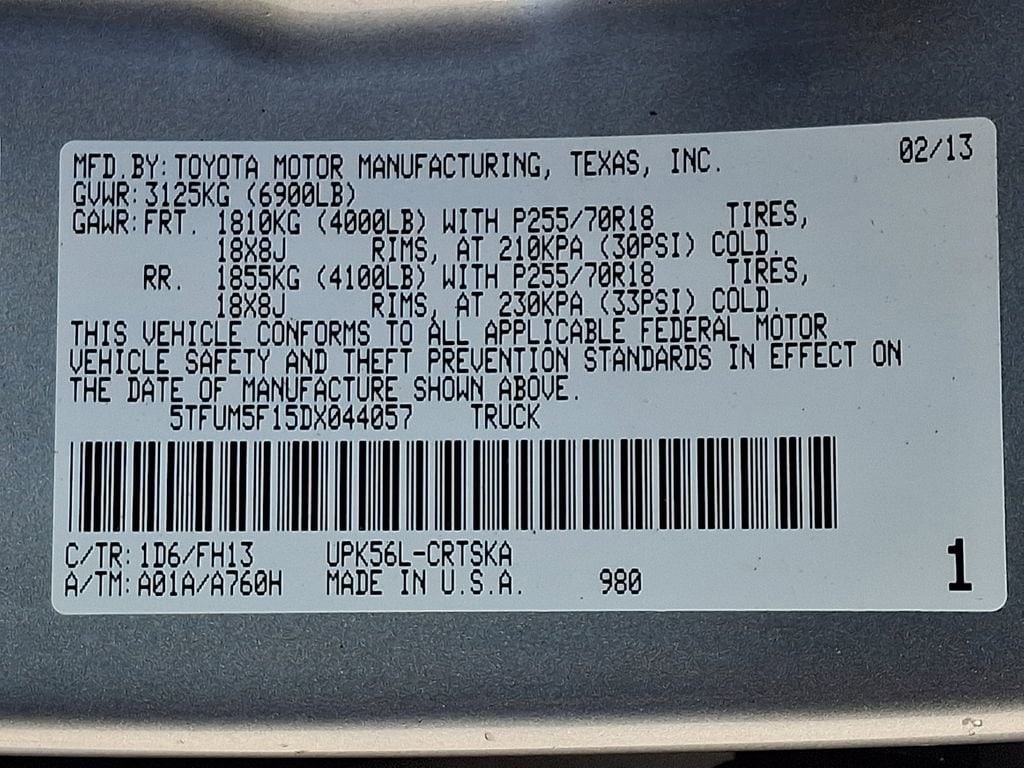 MFD.BY: TOYOTA MOTOR MANUFACTURING, TEXAS, INC. 02/13
GVWR: 3125KG (6900LB)
GAWR: FRT. 1810KG (4000LB) WITH P255/70R18 TIRES,
18X8J RIMS, AT 210KPA (30PSI) COLD.
RR. 1855KG (4100LB) WITH P255/70R18 TIRES,
18X8J RIMS, AT 230KPA (33PSI) COLD.
THIS VEHICLE CONFORMS TO ALL APPLICABLE FEDERAL MOTOR
VEHICLE SAFETY AND THEFT PREVENTION STANDARDS IN EFFECT ON
THE DATE OF MANUFACTURE SHOWN ABOVE.
5TFUM5F15DX044057 TRUCK
C/TR: 1D6/FH13 UPK56L-CRTSKA
A/TM: A01A/A760H MADE IN U.S.A. 980 1